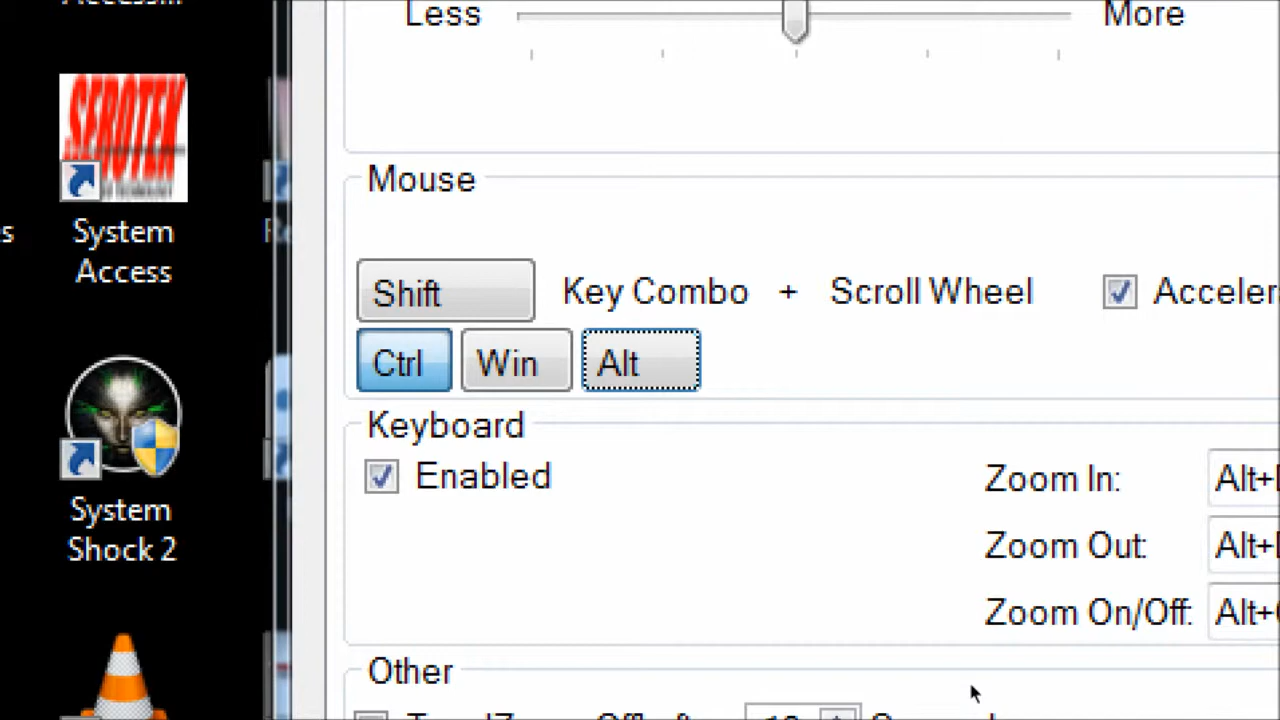 Less More
SEROTEK
System
Access
Mouse
Shift Key Combo + Scroll Wheel
Ctrl Win Alt
Keyboard
Enabled
Zoom In:
Zoom Out:
Zoom On/Off:
System
Shock 2
Other